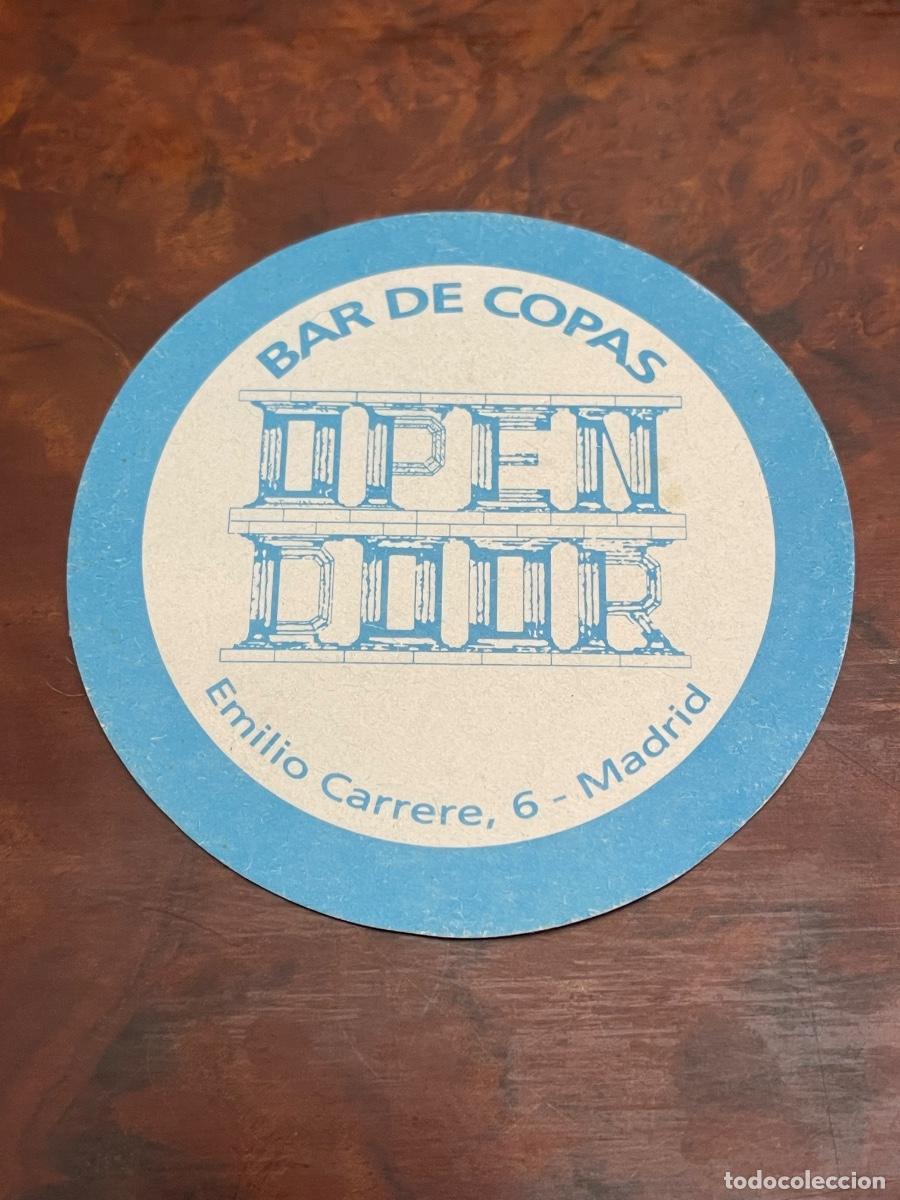 BAR DE COPAS
OPEN
DOOR
Emilio Carrere, 6 - Madrid
todocoleccion